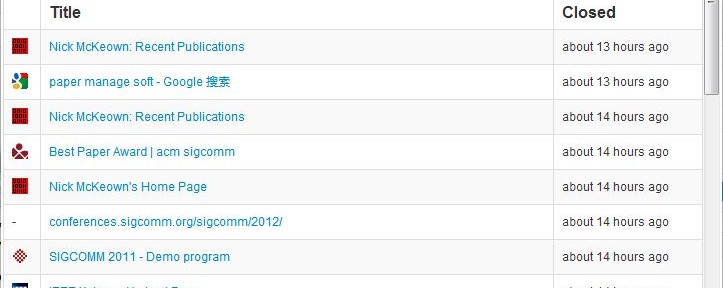 Title Closed
Nick McKeown: Recent Publications about 13 hours ago
paper manage soft - Google 搜索 about 13 hours ago
Nick McKeown: Recent Publications about 14 hours ago
Best Paper Award | acm sigcomm about 14 hours ago
Nick McKeown's Home Page about 14 hours ago
- conferences.sigcomm.org/sigcomm/2012/ about 14 hours ago
SIGCOMM 2011 - Demo program about 14 hours ago